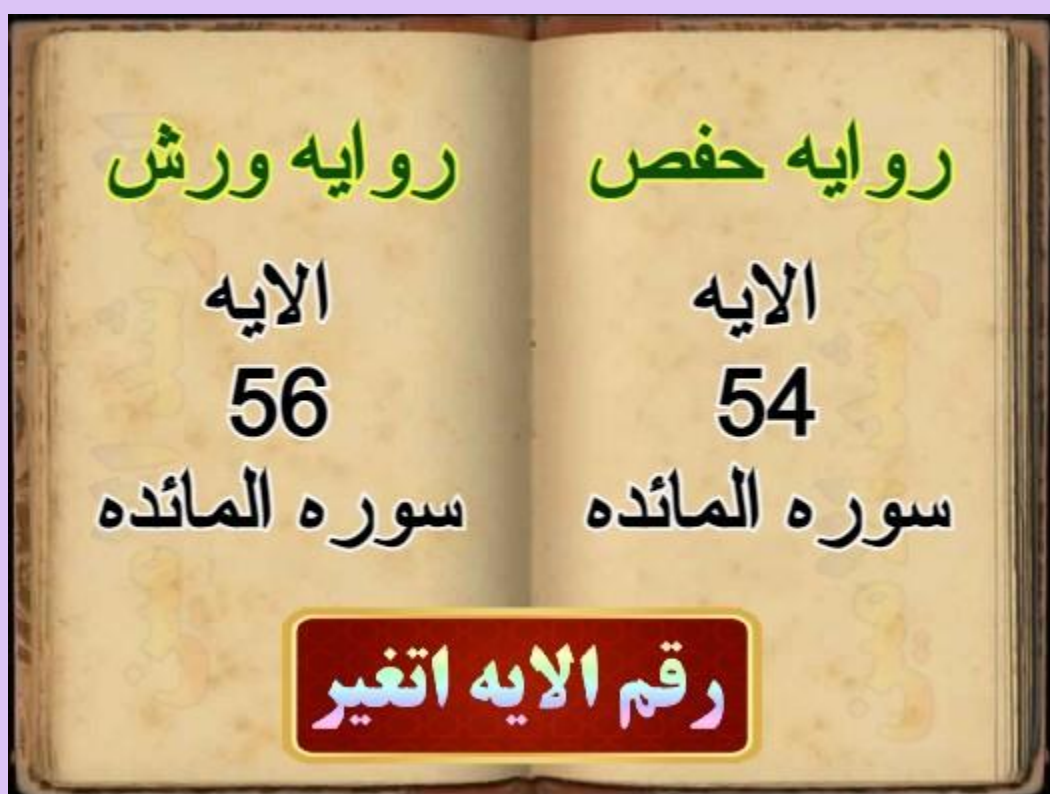 روايه حفص
الايه
54
سوره المائده
روايه ورش
الايه
56
سوره المائده
رقم الايه اتغير